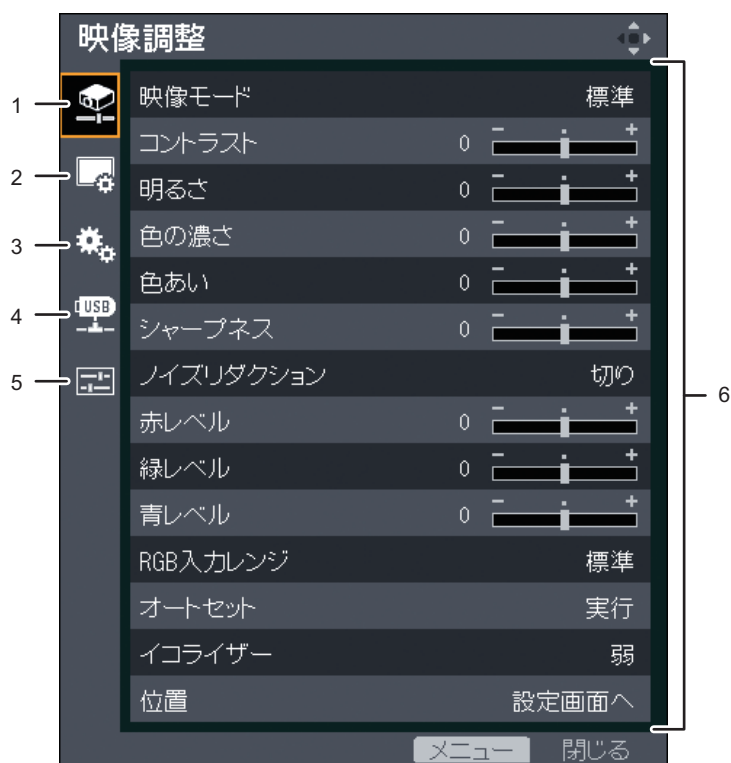 映像調整
1
2
3
4
5
6
USB
映像モード 標準
コントラスト 0 - +
明るさ 0 - +
色の濃さ 0 - +
色あい 0 - +
シャープネス 0 - +
ノイズリダクション 切り
赤レベル 0 - +
緑レベル 0 - +
青レベル 0 - +
RGB入力レンジ 標準
オートセット 実行
イコライザー 弱
位置 設定画面へ
メニュー 閉じる